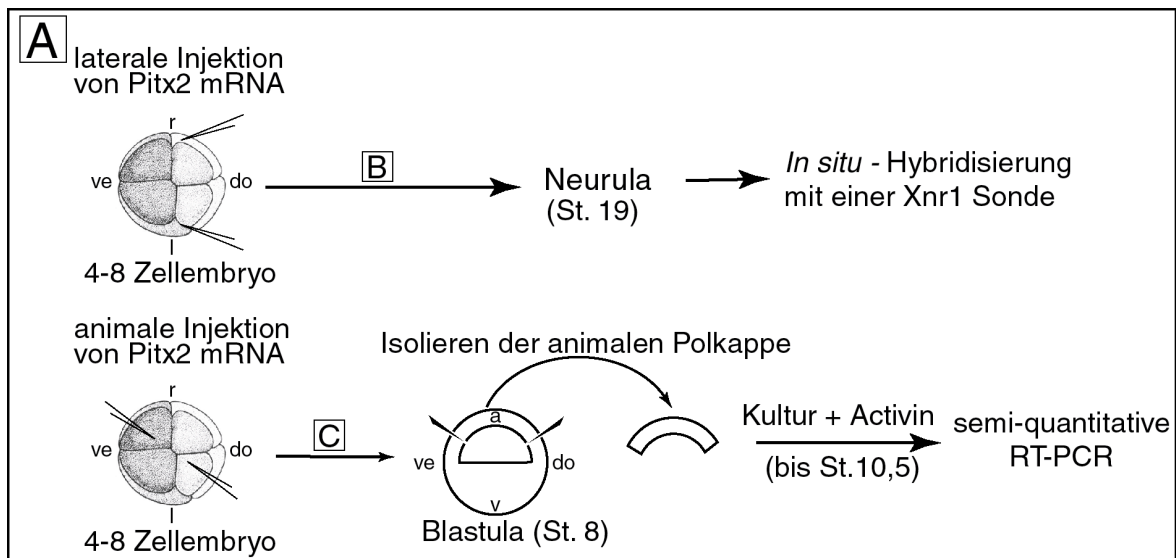 A
laterale Injektion
von Pitx2 mRNA
r
ve
do
l
4-8 Zellembryo
B
Neurula
(St. 19)
In situ - Hybridisierung
mit einer Xnr1 Sonde
animale Injektion
von Pitx2 mRNA
r
ve
do
l
4-8 Zellembryo
C
Isolieren der animalen Polkappe
a
ve
do
v
Blastula (St. 8)
Kultur + Activin
(bis St.10,5)
semi-quantitative
RT-PCR